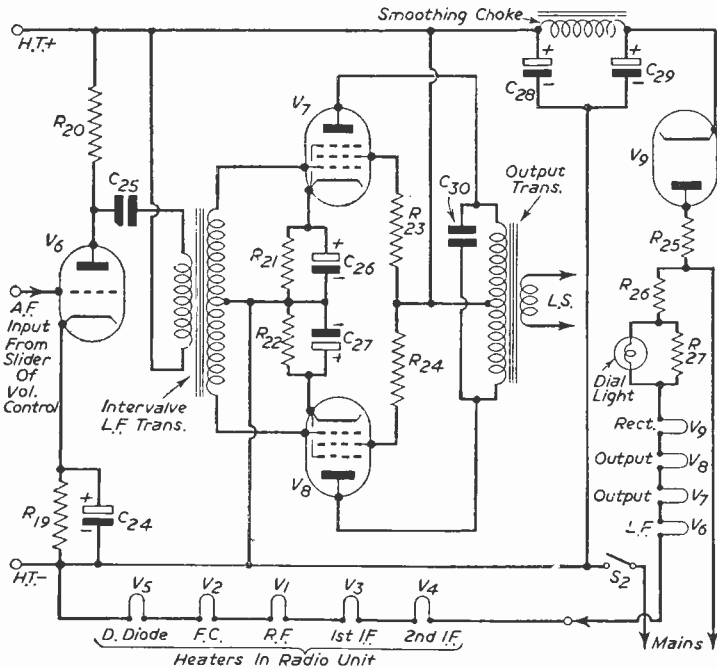 Smoothing Choke
H.T.+
+
-
C28
+
-
C29
V7
R20
V9
C25
Output
Trans.
C30
R
23
V6
R25
R21
+
-
C26
R26
A.F.
Input
From
Slider
Of
Vol.
Control
L.S.
R22
-
+
C27
R24
R
27
Dial
Light
Intervalve
L.F. Trans.
Rect.
V9
Output
V8
V8
Output
V7
R19
+
-
C24
L.F.
V6
H.T.-
S2
V5
V2
V1
V3
V4
Mains
D. Diode
F.C.
R.F.
1st I.F.
2nd I.F.
Heaters In Radio Unit